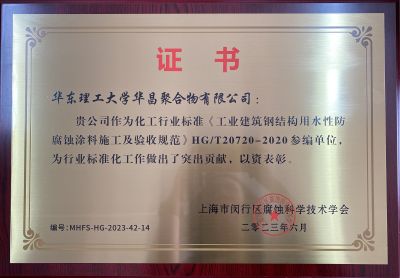 证书
华东理工大学华昌聚合物有限公司：
贵公司作为化工行业标准《工业建筑钢结构用水性防
腐蚀涂料施工及验收规范》HG/T20720-2020参编单位，
为行业标准化工作做出了突出贡献，以资表彰。
上海市闵行区腐蚀科学技术学会
编号:MHFS-HG-2023-42-14
二〇二三年六月